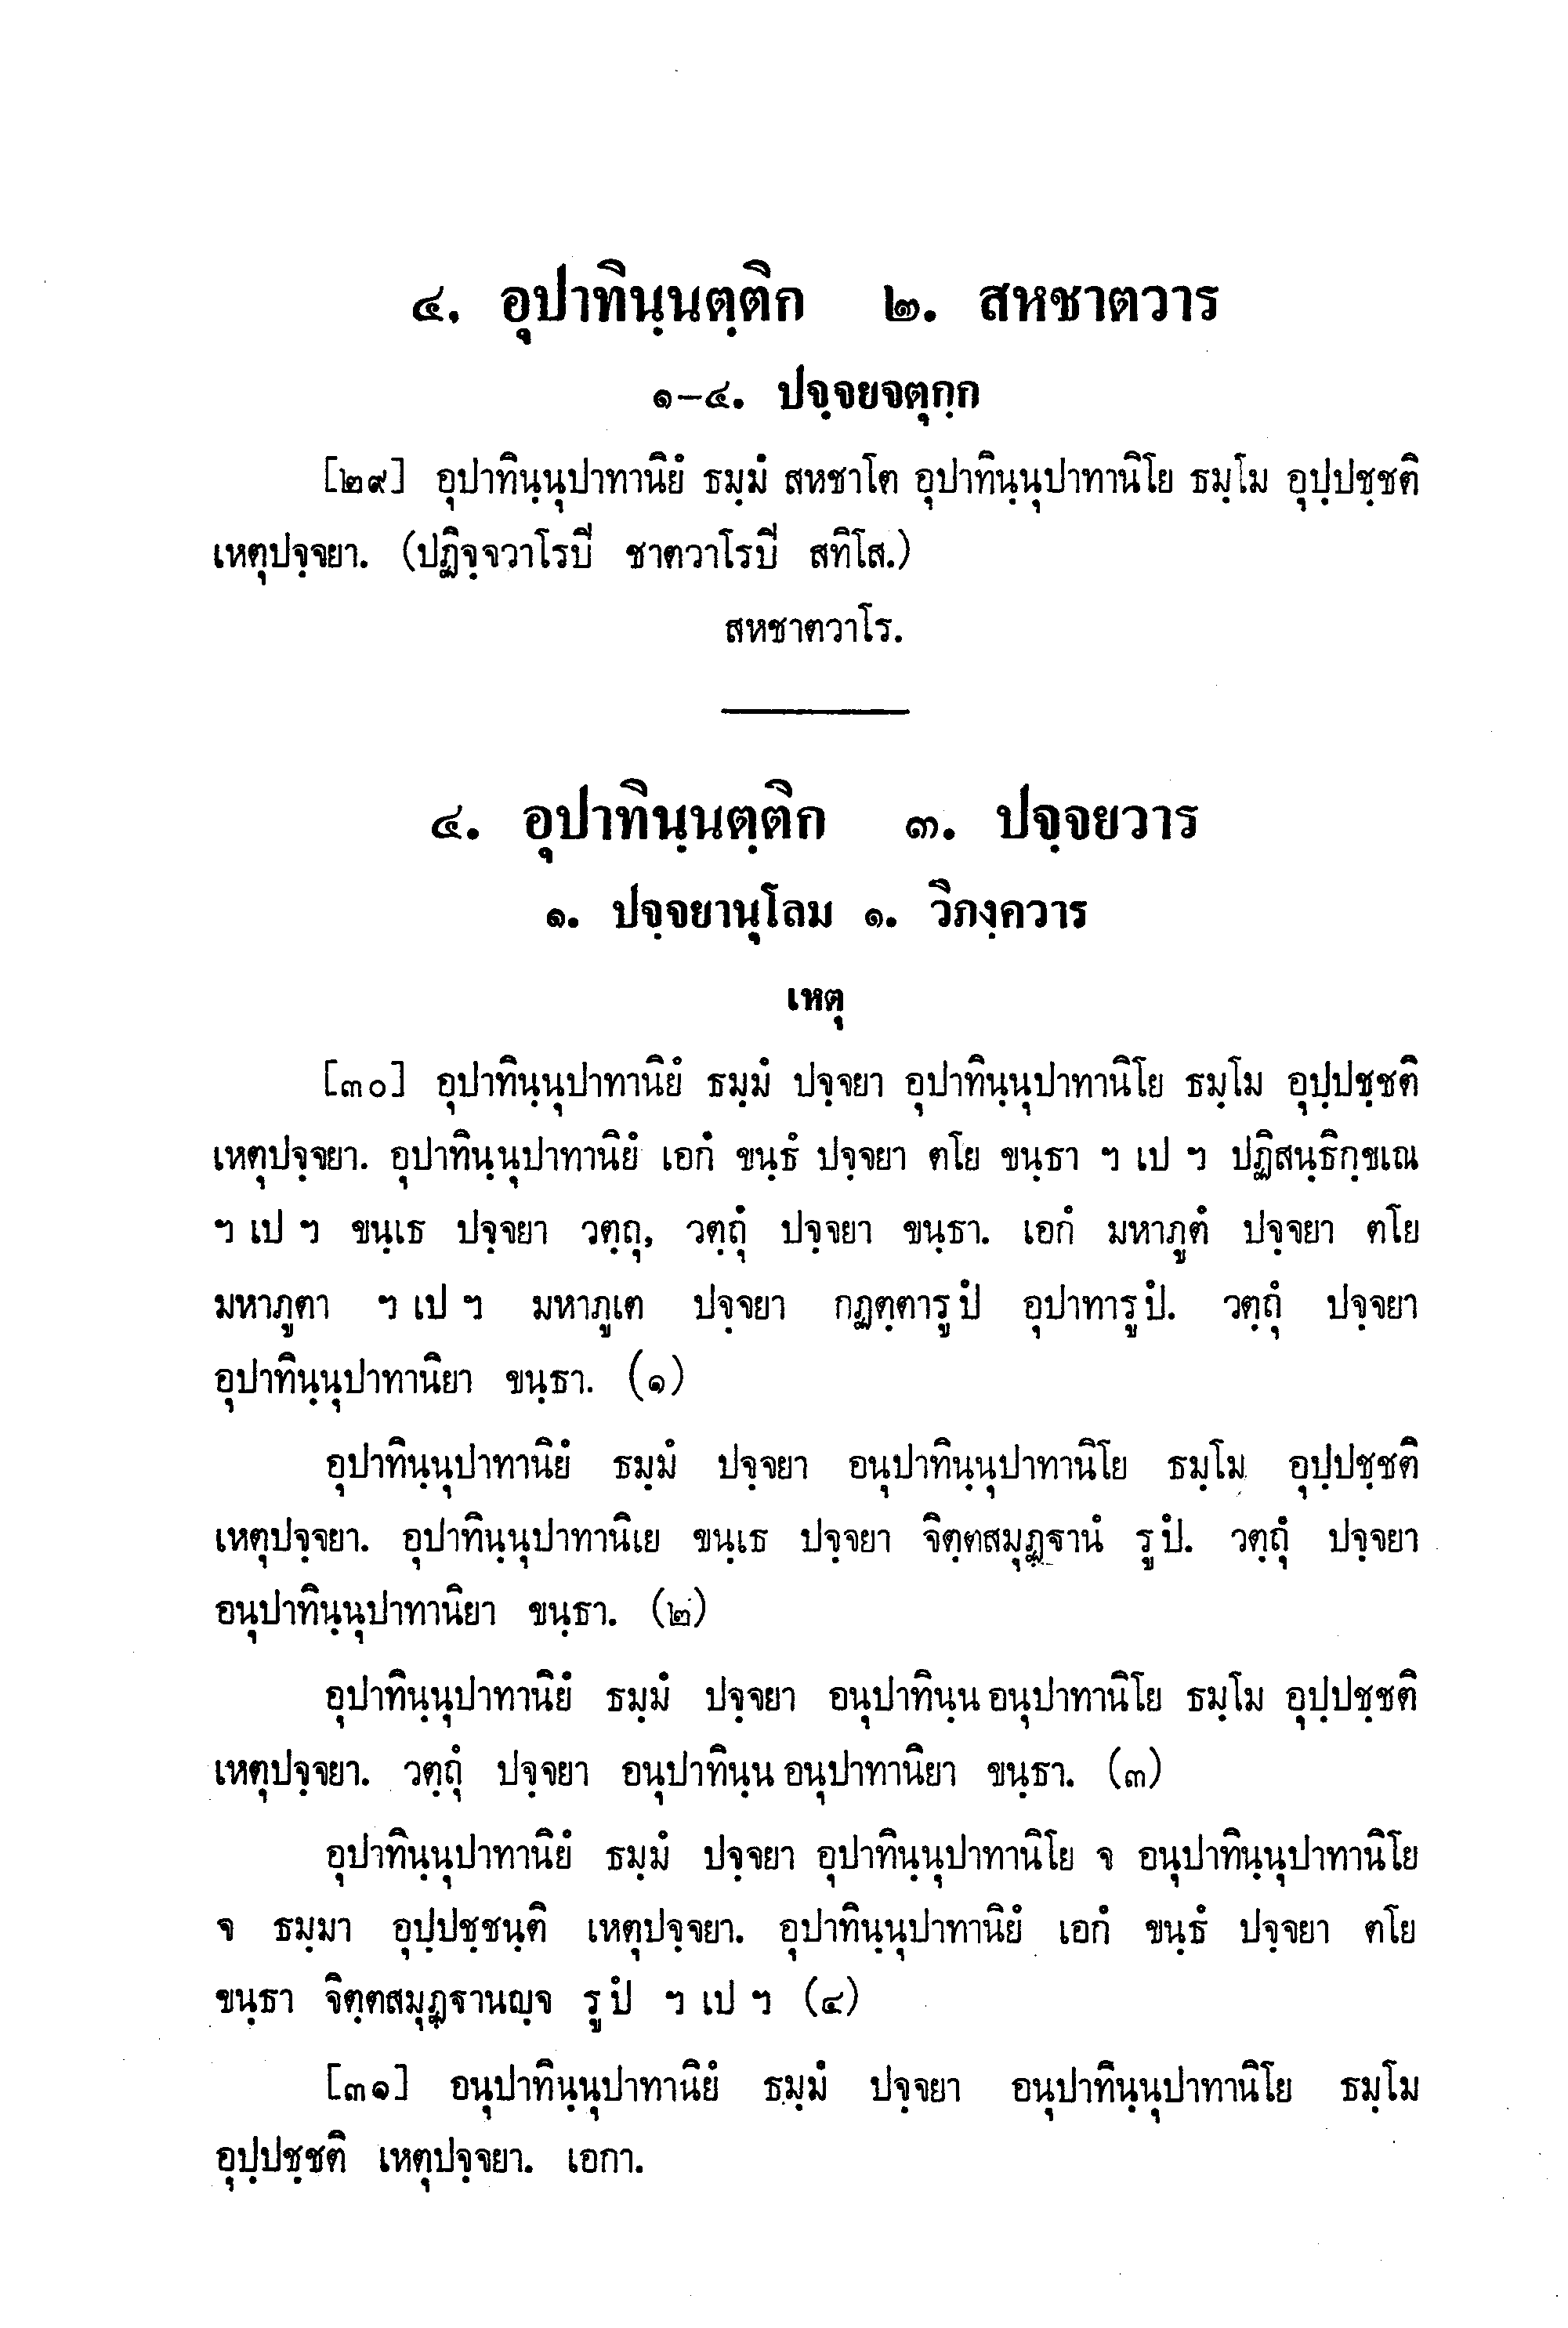 ๔. อุปาทินฺนตฺติก ๒. สหชาตวาร
๑–๔. ปจฺจยจตุกฺก
[๒๙] อุปาทินฺนุปาทานิยํ ธมฺมํ สหชาโต อุปาทินฺนุปาทานิโย ธมฺโม อุปฺปชฺชติ
เหตุปจฺจยา. (ปฏิจฺจวาโรปี ชาตวาโรปี สทิโส.)
สหชาตวาโร.
๔. อุปาทินฺนตฺติก ๓. ปจฺจยวาร
๑. ปจฺจยานุโลม ๑. วิภงฺควาร
เหตุ
[๓๐] อุปาทินฺนุปาทานิยํ ธมฺมํ ปจฺจยา อุปาทินฺนุปาทานิโย ธมฺโม อุปฺปชฺชติ
เหตุปจฺจยา. อุปาทินฺนุปาทานิยํ เอกํ ขนฺธํ ปจฺจยา ตโย ขนฺธา ฯ เป ฯ ปฏิสนฺธิกฺขเณ
ฯ เป ฯ ขนฺเธ ปจฺจยา วตฺถุ, วตฺถุํ ปจฺจยา ขนฺธา. เอกํ มหาภูตํ ปจฺจยา ตโย
มหาภูตา ฯ เป ฯ มหาภูเต ปจฺจยา กฏตฺตารูปํ อุปาทารูปํ. วตฺถุํ ปจฺจยา
อุปาทินฺนุปาทานิยา ขนฺธา. (๑)
อุปาทินฺนุปาทานิยํ ธมฺมํ ปจฺจยา อนุปาทินฺนุปาทานิโย ธมฺโม อุปฺปชฺชติ
เหตุปจฺจยา. อุปาทินฺนุปาทานิเย ขนฺเธ ปจฺจยา จิตฺตสมุฏฺฐานํ รูปํ. วตฺถุํ ปจฺจยา
อนุปาทินฺนุปาทานิยา ขนฺธา. (๒)
อุปาทินฺนุปาทานิยํ ธมฺมํ ปจฺจยา อนุปาทินฺน อนุปาทานิโย ธมฺโม อุปฺปชฺชติ
เหตุปจฺจยา. วตฺถุํ ปจฺจยา อนุปาทินฺน อนุปาทานิยา ขนฺธา. (๓)
อุปาทินฺนุปาทานิยํ ธมฺมํ ปจฺจยา อุปาทินฺนุปาทานิโย จ อนุปาทินฺนุปาทานิโย
จ ธมฺมา อุปฺปชฺชนฺติ เหตุปจฺจยา. อุปาทินฺนุปาทานิยํ เอกํ ขนฺธํ ปจฺจยา ตโย
ขนฺธา จิตฺตสมุฏฺฐานญฺจ รูปํ ฯ เป ฯ (๔)
[๓๑] อนุปาทินฺนุปาทานิยํ ธมฺมํ ปจฺจยา อนุปาทินฺนุปาทานิโย ธมฺโม
อุปฺปชฺชติ เหตุปจฺจยา. เอกา.